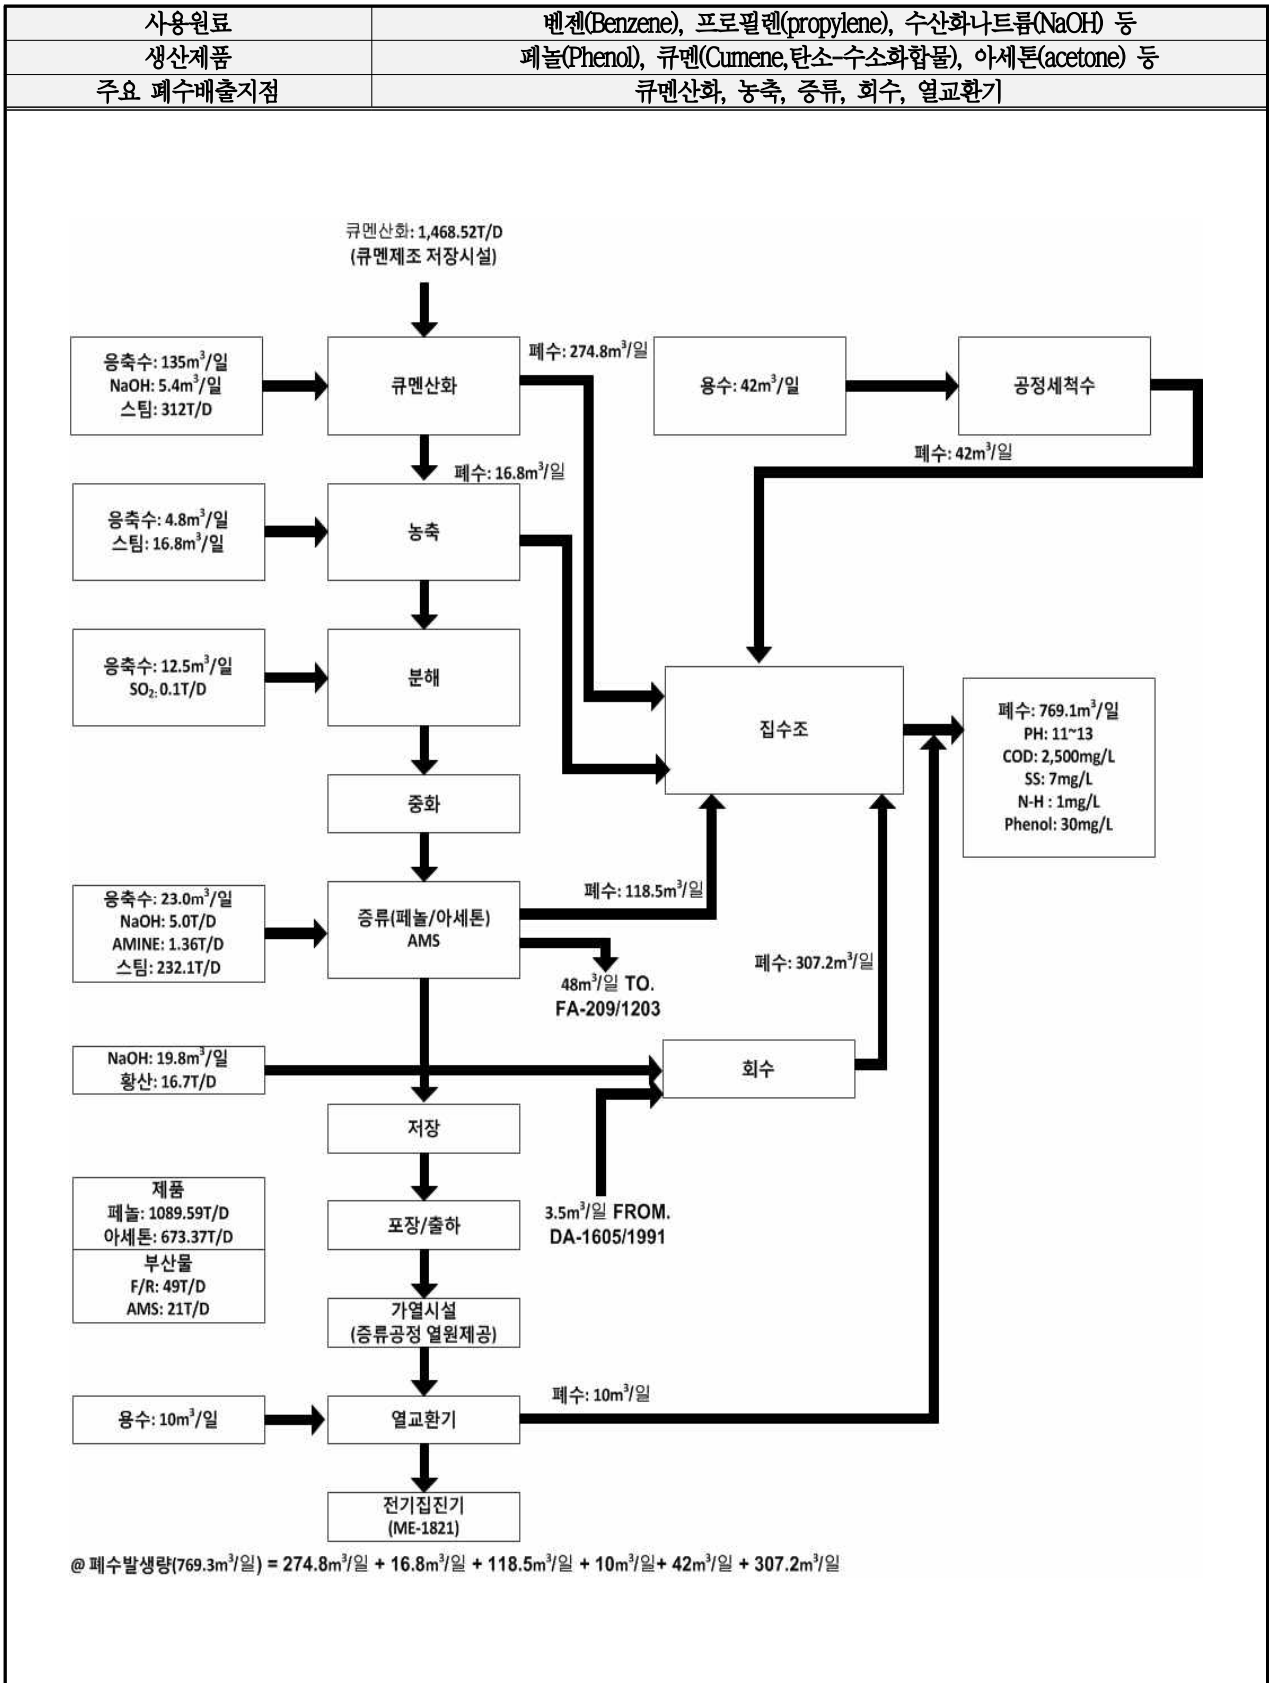 사용원료 벤젠(Benzene), 프로필렌(propylene), 수산화나트륨(NaOH) 등
생산제품 페놀(Phenol), 큐멘(Cumene,탄소-수소화합물), 아세톤(acetone) 등
주요 폐수배출지점 큐멘산화, 농축, 증류, 회수, 열교환기
큐멘산화: 1,468.52T/D
(큐멘제조 저장시설)
응축수: 135m³/일
NaOH: 5.4m³/일
스팀: 312T/D
큐멘산화
폐수: 274.8m³/일
용수: 42m³/일
공정세척수
폐수: 42m³/일
폐수: 16.8m³/일
응축수: 4.8m³/일
스팀: 16.8m³/일
농축
응축수: 12.5m³/일
SO₂: 0.1T/D
분해
집수조
폐수: 769.1m³/일
PH: 11~13
COD: 2,500mg/L
SS: 7mg/L
N-H : 1mg/L
Phenol: 30mg/L
중화
응축수: 23.0m³/일
NaOH: 5.0T/D
AMINE: 1.36T/D
스팀: 232.1T/D
증류(페놀/아세톤)
AMS
폐수: 118.5m³/일
48m³/일 TO.
FA-209/1203
폐수: 307.2m³/일
NaOH: 19.8m³/일
황산: 16.7T/D
회수
저장
3.5m³/일 FROM.
DA-1605/1991
제품
페놀: 1089.59T/D
아세톤: 673.37T/D
부산물
F/R: 49T/D
AMS: 21T/D
포장/출하
가열시설
(증류공정 열원제공)
용수: 10m³/일
열교환기
폐수: 10m³/일
전기집진기
(ME-1821)
@ 폐수발생량(769.3m³/일) = 274.8m³/일 + 16.8m³/일 + 118.5m³/일 + 10m³/일+ 42m³/일 + 307.2m³/일